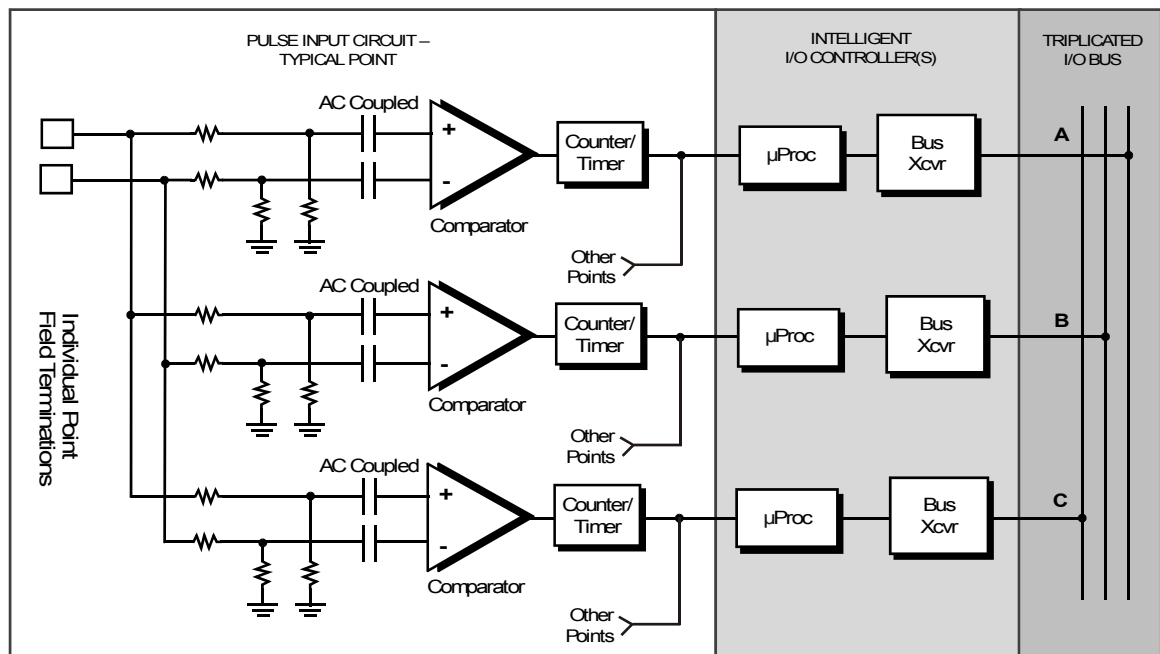 PULSE INPUT CIRCUIT –
TYPICAL POINT
INTELLIGENT
I/O CONTROLLER(S)
TRIPLICATED
I/O BUS
Individual Point
Field Terminations
AC Coupled
+
-
Comparator
Counter/
Timer
Other
Points
µProc
Bus
Xcvr
A
AC Coupled
+
-
Comparator
Counter/
Timer
Other
Points
µProc
Bus
Xcvr
B
AC Coupled
+
-
Comparator
Counter/
Timer
Other
Points
µProc
Bus
Xcvr
C